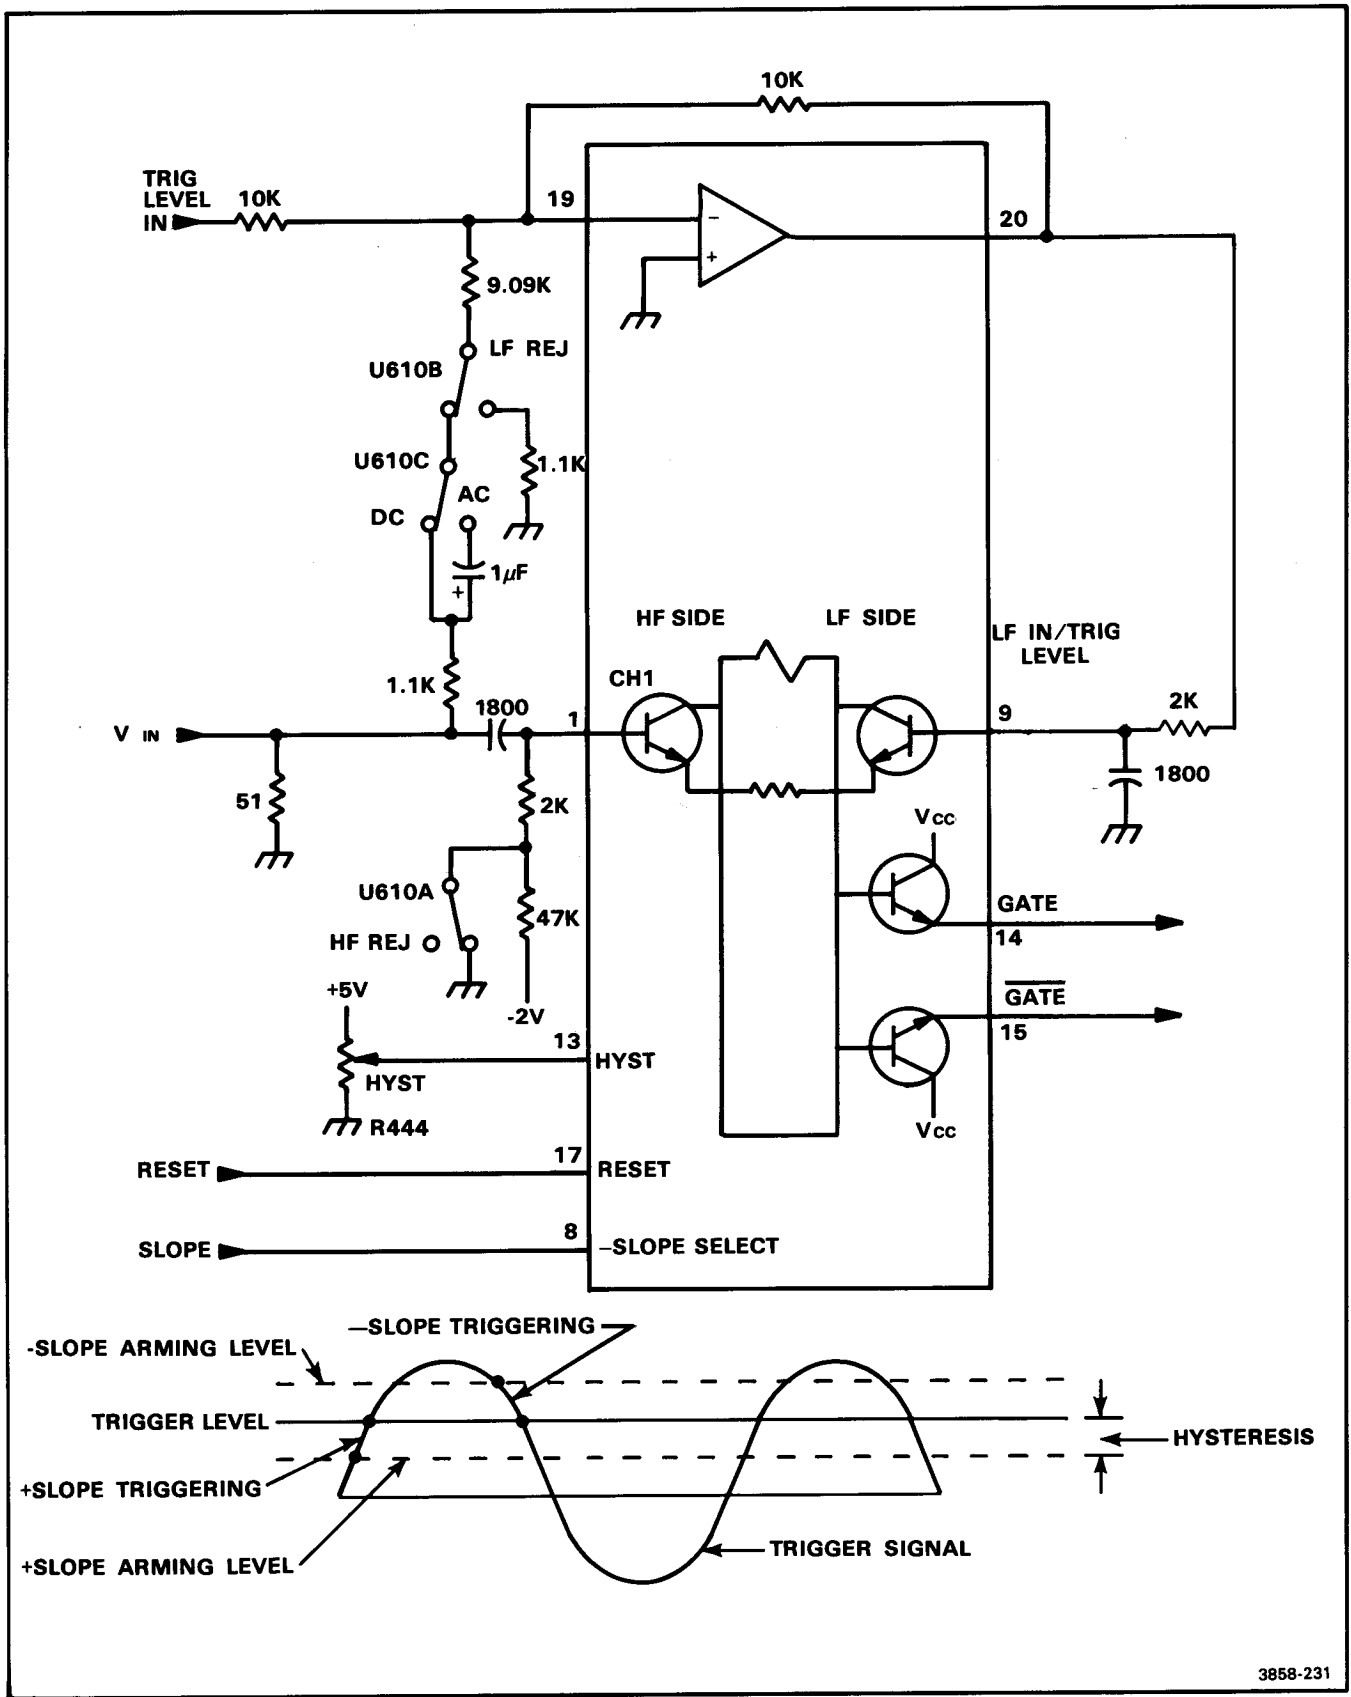 10K
TRIG
LEVEL
IN
10K
19
20
−
+
9.09K
LF REJ
U610B
U610C
1.1K
AC
DC
1μF
+
HF SIDE
LF SIDE
LF IN/TRIG
LEVEL
1.1K
CH1
1800
2K
V IN
1
9
51
2K
1800
Vcc
U610A
47K
GATE
14
HF REJ
+5V
GATE
-2V
15
13
HYST
HYST
R444
Vcc
17
RESET
RESET
8
SLOPE
−SLOPE SELECT
−SLOPE TRIGGERING
-SLOPE ARMING LEVEL
TRIGGER LEVEL
HYSTERESIS
+SLOPE TRIGGERING
TRIGGER SIGNAL
+SLOPE ARMING LEVEL
3858-231